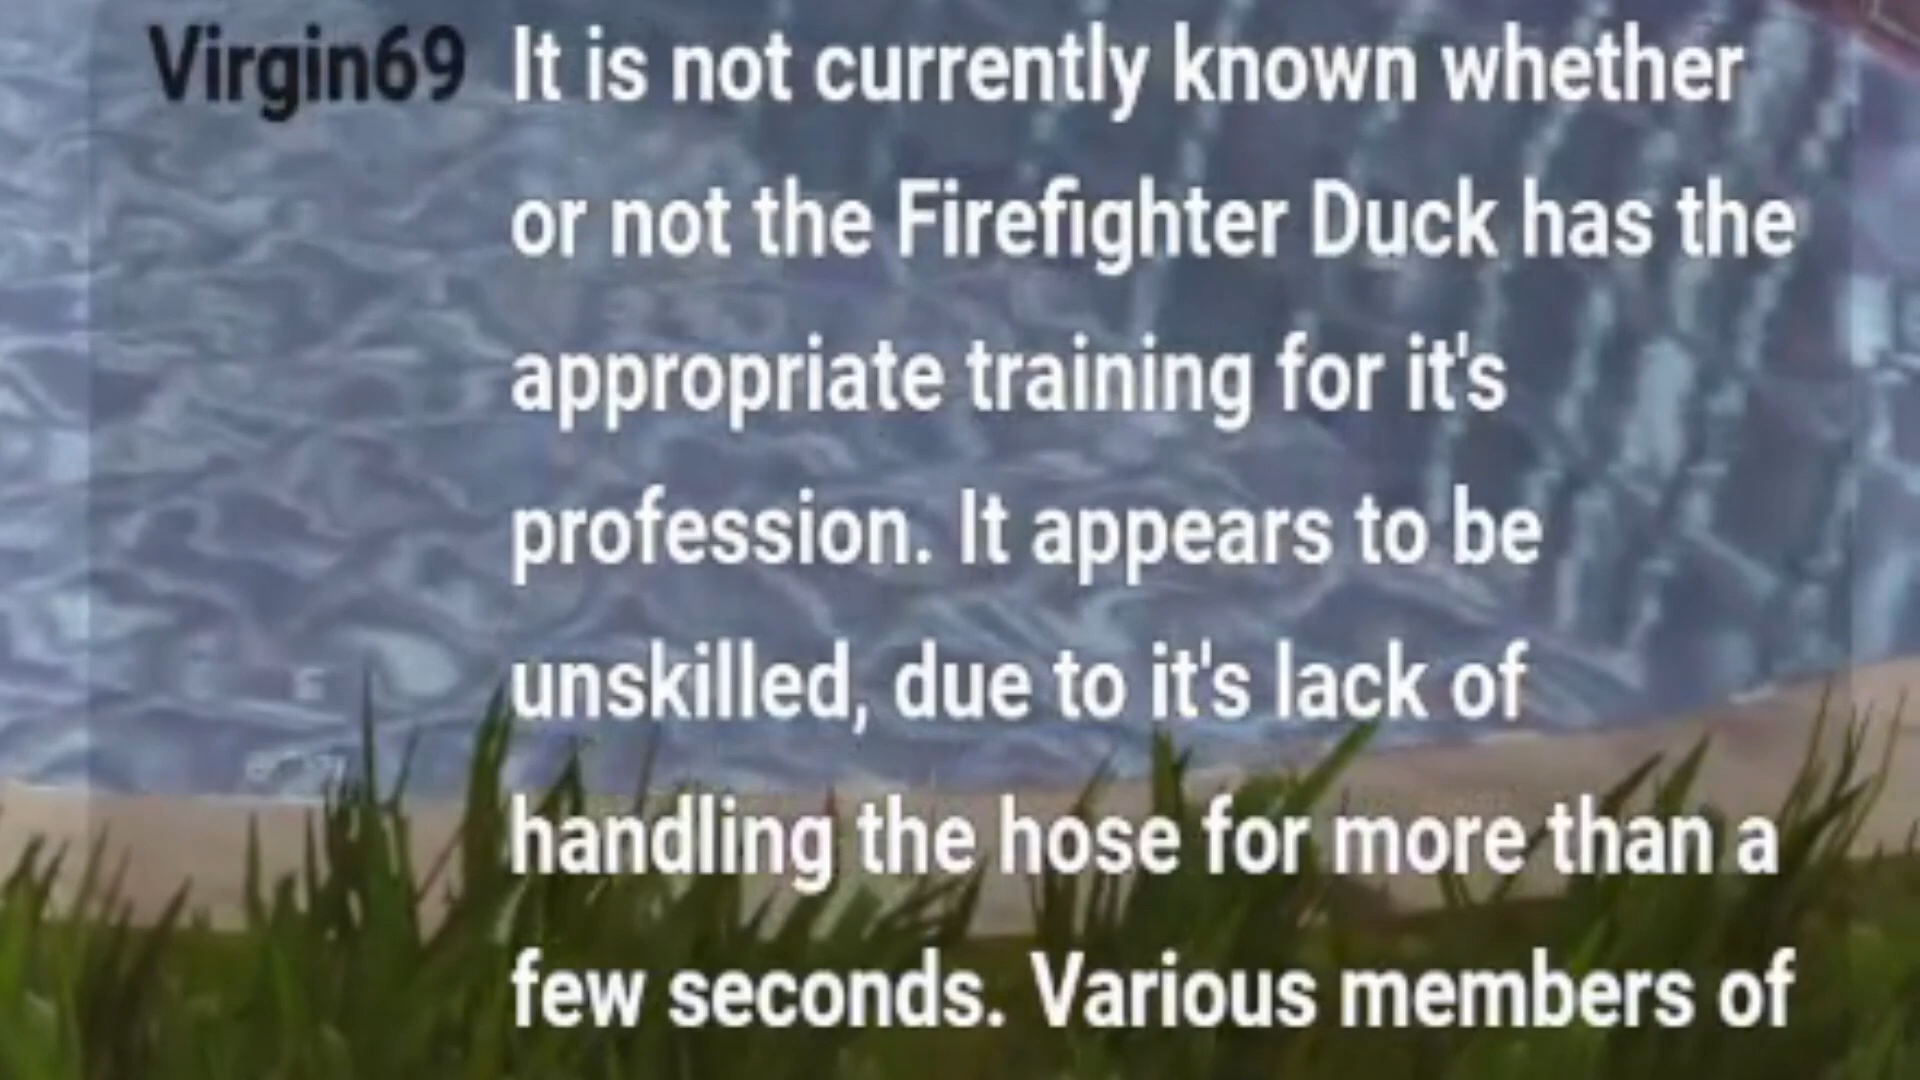 Virgin69 It is not currently known whether
or not the Firefighter Duck has the
appropriate training for it's
profession. It appears to be
unskilled, due to it's lack of
handling the hose for more than a
few seconds. Various members of